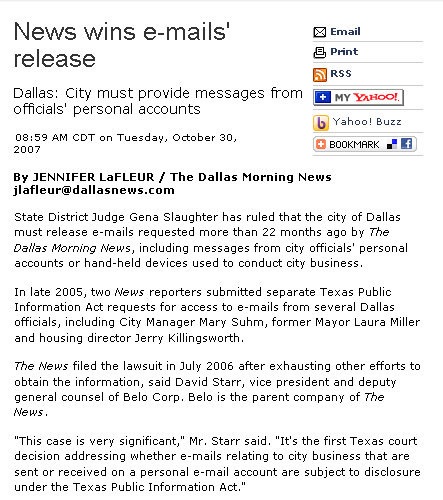 News wins e-mails'
release
Dallas: City must provide messages from
officials' personal accounts
08:59 AM CDT on Tuesday, October 30,
2007
Email
Print
RSS
MY YAHOO!
Yahoo! Buzz
BOOKMARK
By JENNIFER LaFLEUR / The Dallas Morning News
jlafleur@dallasnews.com
State District Judge Gena Slaughter has ruled that the city of Dallas
must release e-mails requested more than 22 months ago by The
Dallas Morning News, including messages from city officials' personal
accounts or hand-held devices used to conduct city business.
In late 2005, two News reporters submitted separate Texas Public
Information Act requests for access to e-mails from several Dallas
officials, including City Manager Mary Suhm, former Mayor Laura Miller
and housing director Jerry Killingsworth.
The News filed the lawsuit in July 2006 after exhausting other efforts to
obtain the information, said David Starr, vice president and deputy
general counsel of Belo Corp. Belo is the parent company of The
News.
"This case is very significant," Mr. Starr said. "It's the first Texas court
decision addressing whether e-mails relating to city business that are
sent or received on a personal e-mail account are subject to disclosure
under the Texas Public Information Act."